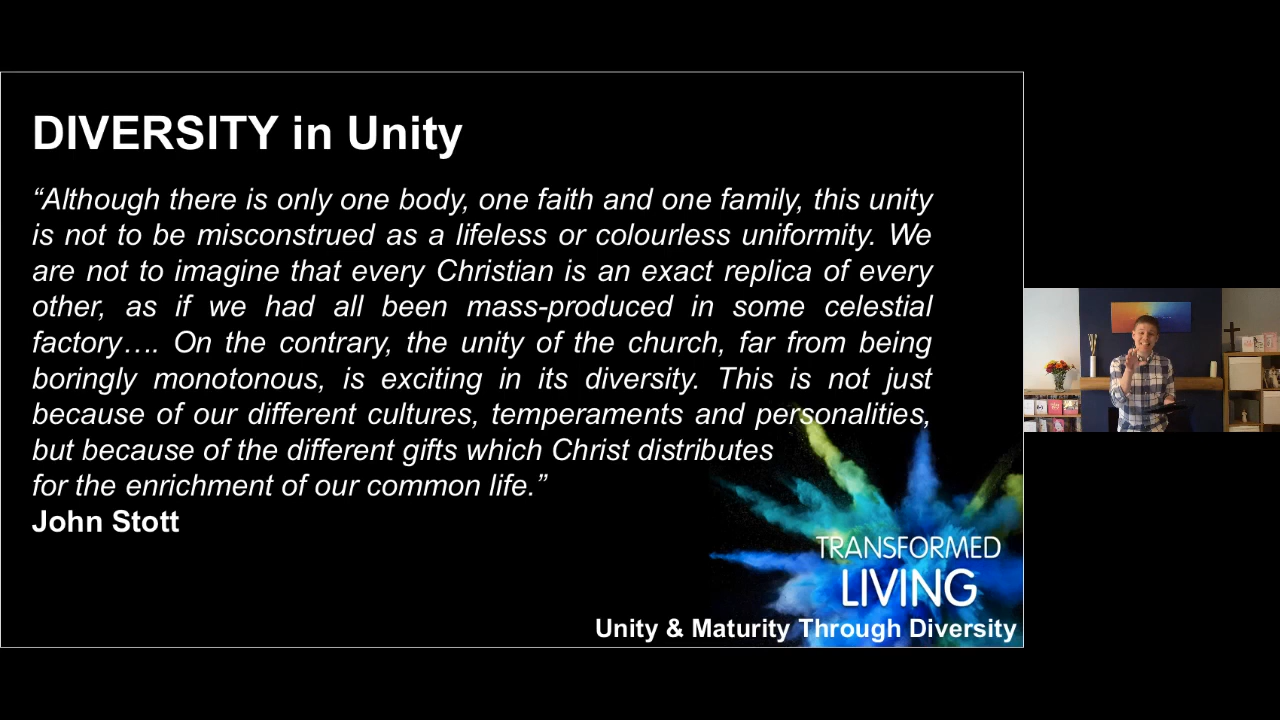 DIVERSITY in Unity
“Although there is only one body, one faith and one family, this unity
is not to be misconstrued as a lifeless or colourless uniformity. We
are not to imagine that every Christian is an exact replica of every
other, as if we had all been mass-produced in some celestial
factory…. On the contrary, the unity of the church, far from being
boringly monotonous, is exciting in its diversity. This is not just
because of our different cultures, temperaments and personalities,
but because of the different gifts which Christ distributes
for the enrichment of our common life.”
John Stott
TRANSFORMED
LIVING
Unity & Maturity Through Diversity